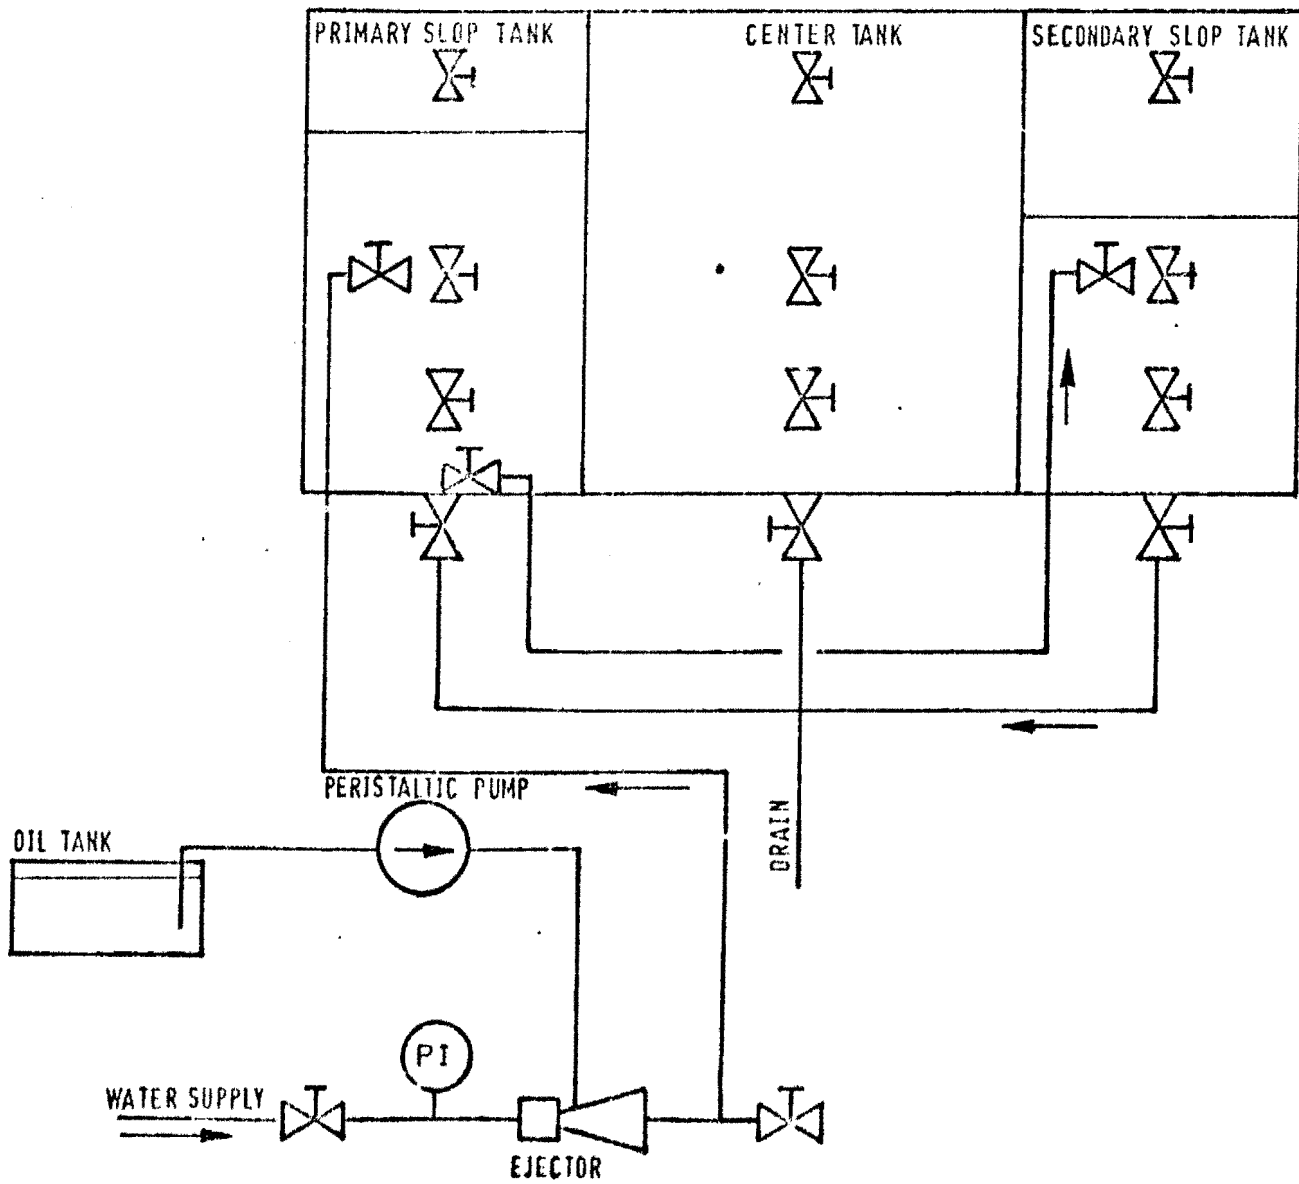 PRIMARY SLOP TANK
CENTER TANK
SECONDARY SLOP TANK
PERISTALTIC PUMP
OIL TANK
DRAIN
PI
WATER SUPPLY
EJECTOR